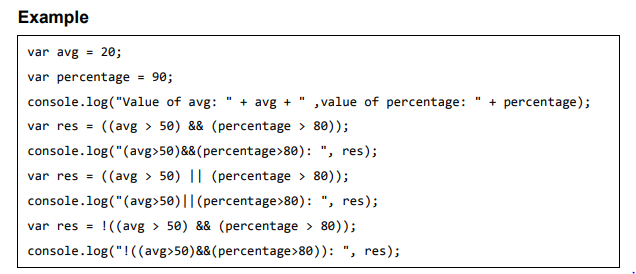 Example
var avg = 20;
var percentage = 90;
console.log("Value of avg: " + avg + " ,value of percentage: " + percentage);
var res = ((avg > 50) && (percentage > 80));
console.log("(avg>50)&&(percentage>80): ", res);
var res = ((avg > 50) || (percentage > 80));
console.log("(avg>50)||(percentage>80): ", res);
var res = !((avg > 50) && (percentage > 80));
console.log("!((avg>50)&&(percentage>80)): ", res);